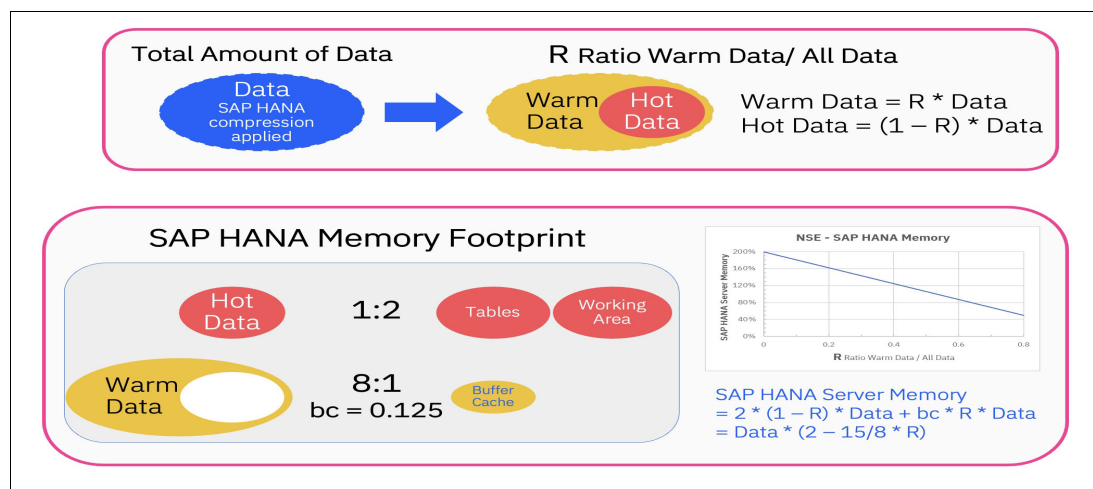 Total Amount of Data
R Ratio Warm Data/ All Data
Data
SAP HANA
compression
applied
Warm
Data
Hot
Data
Warm Data = R * Data
Hot Data = (1 – R) * Data
SAP HANA Memory Footprint
Hot
Data
1:2
Tables
Working
Area
Warm
Data
8:1
bc = 0.125
Buffer
Cache
NSE - SAP HANA Memory
SAP HANA Server Memory
200%
160%
120%
80%
40%
0%
0
0.2
0.4
0.6
0.8
R Ratio Warm Data / All Data
SAP HANA Server Memory
= 2 * (1 – R) * Data + bc * R * Data
= Data * (2 – 15/8 * R)